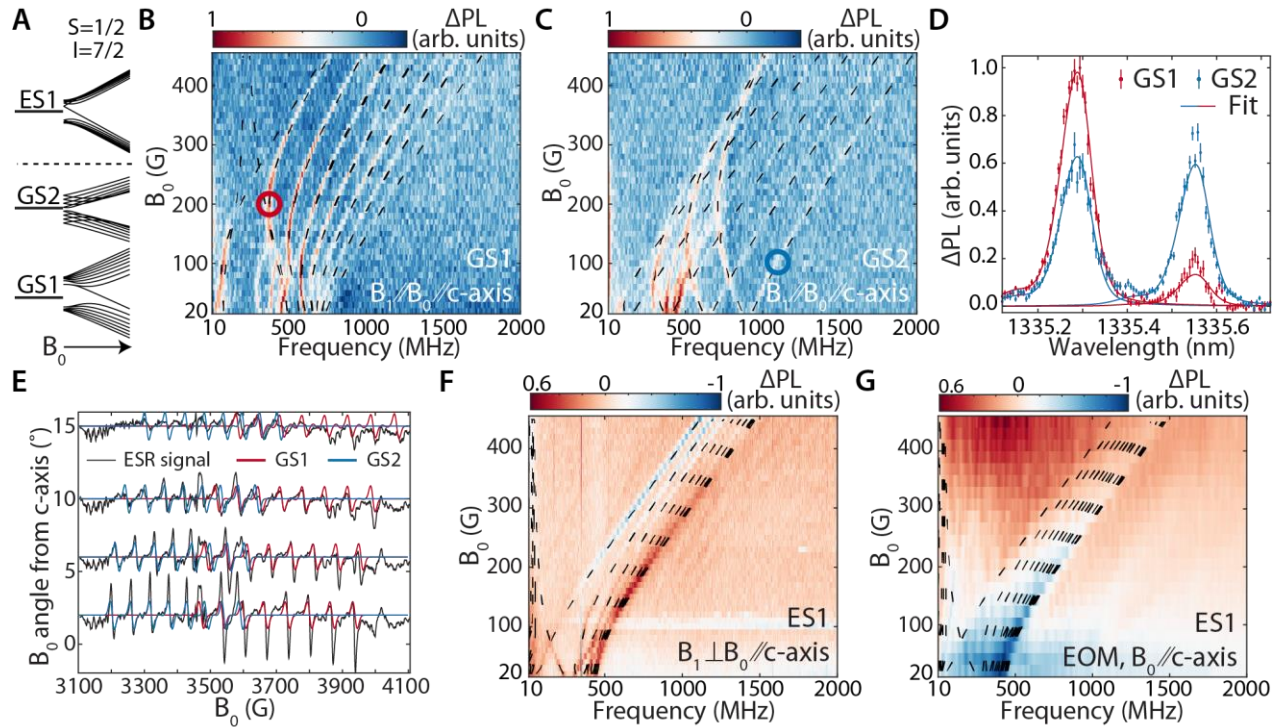 A
S=1/2
I=7/2
ES1
GS2
GS1
B₀
B
1 0 ΔPL
(arb. units)
400
300
200
100
20
B₀ (G)
GS1
B₁//B₀//c-axis
10 500 1000 1500 2000
Frequency (MHz)
C
1 0 ΔPL
(arb. units)
400
300
200
100
20
B₀ (G)
GS2
B₁//B₀//c-axis
10 500 1000 1500 2000
Frequency (MHz)
D
GS1 GS2
Fit
1.0
0.8
0.6
0.4
0.2
0.0
ΔPL (arb. units)
1335.2 1335.4 1335.6
Wavelength (nm)
E
15
10
5
0
B₀ angle from c-axis (°)
ESR signal GS1 GS2
3100 3300 3500 3700 3900 4100
B₀ (G)
F
0.6 0 -1 ΔPL
(arb. units)
400
300
200
100
20
B₀ (G)
ES1
B₁⊥B₀//c-axis
10 500 1000 1500 2000
Frequency (MHz)
G
0.6 0 -1 ΔPL
(arb. units)
400
300
200
100
20
B₀ (G)
ES1
EOM, B₀//c-axis
10 500 1000 1500 2000
Frequency (MHz)